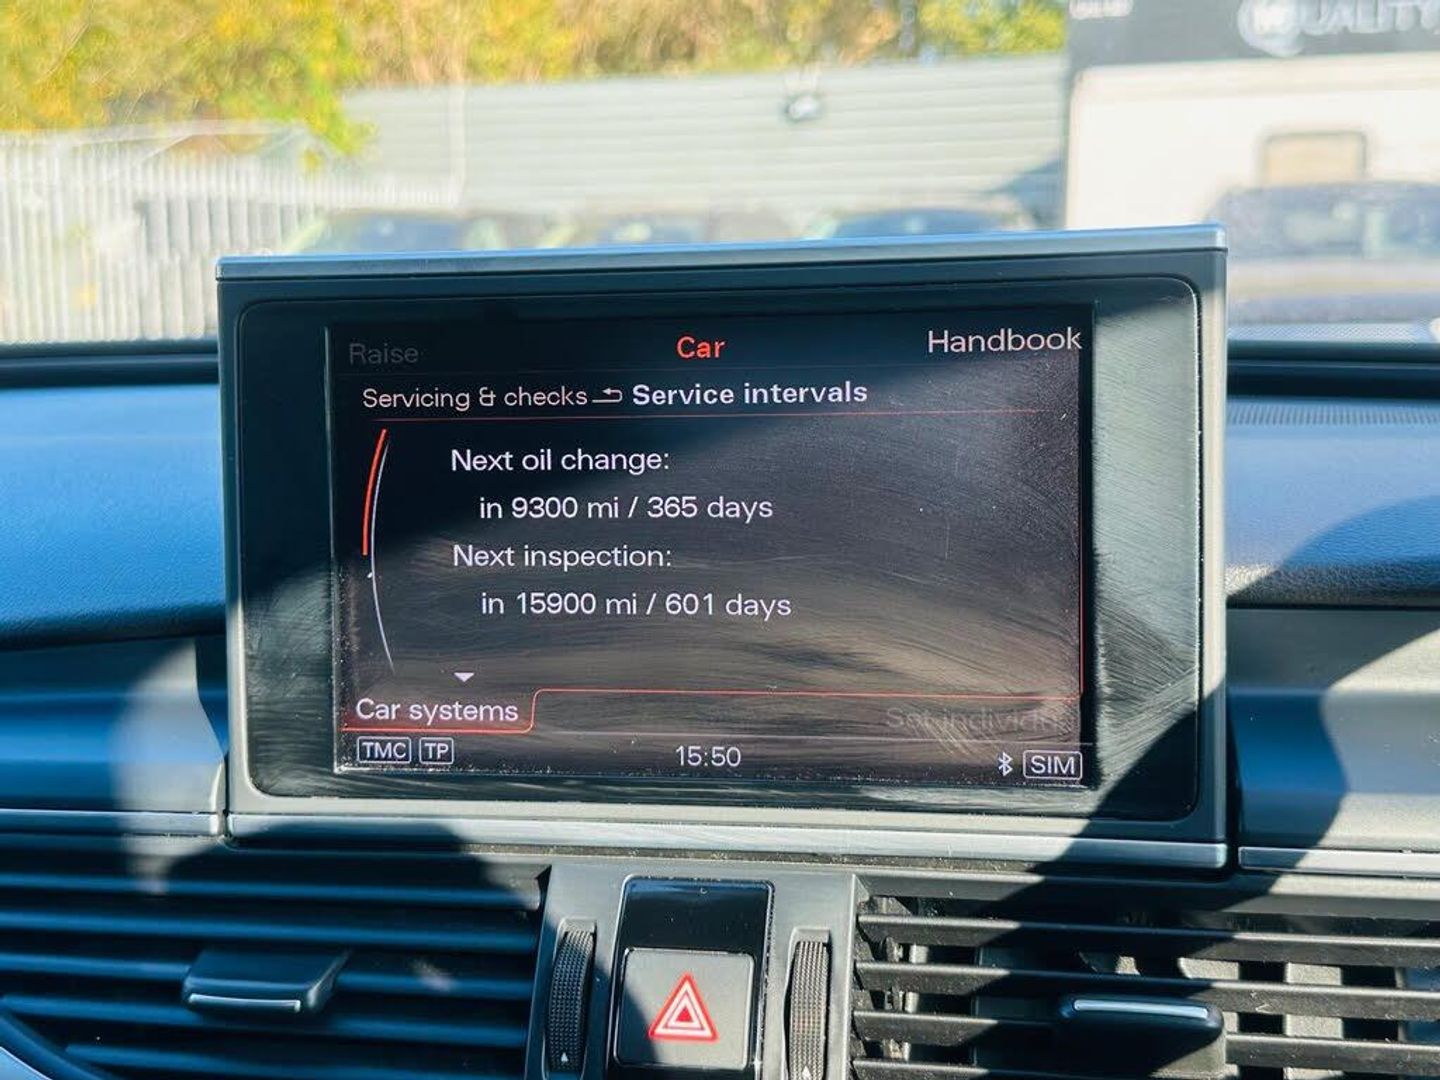 QUALITY
Raise
Car
Handbook
Servicing & checks
Service intervals
Next oil change:
in 9300 mi / 365 days
Next inspection:
in 15900 mi / 601 days
Car systems
TMC TP
15:50
SIM